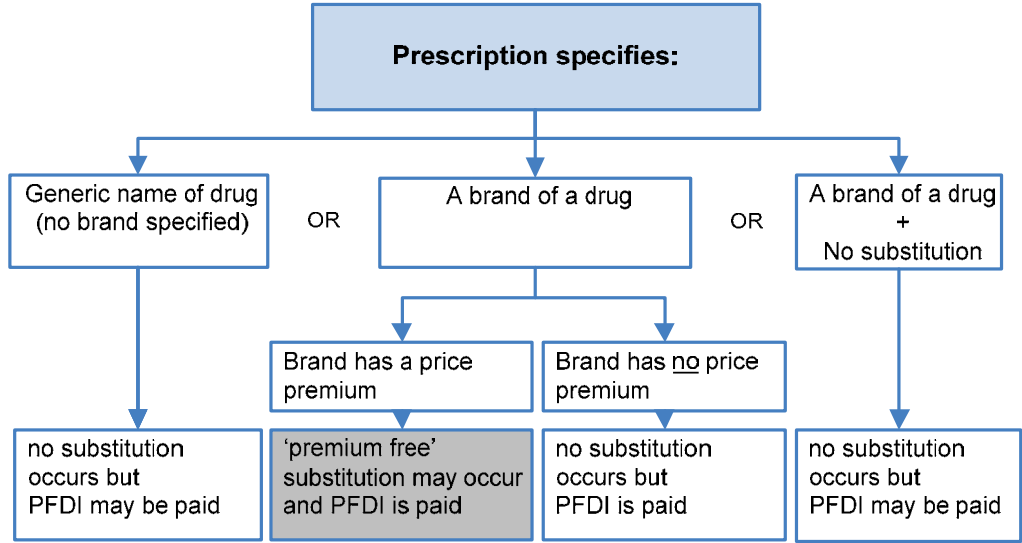 Prescription specifies:
Generic name of drug
(no brand specified)
OR
A brand of a drug
OR
A brand of a drug
+
No substitution
Brand has a price
premium
Brand has no price
premium
no substitution
occurs but
PFDI may be paid
‘premium free’
substitution may occur
and PFDI is paid
no substitution
occurs but
PFDI is paid
no substitution
occurs but
PFDI may be paid